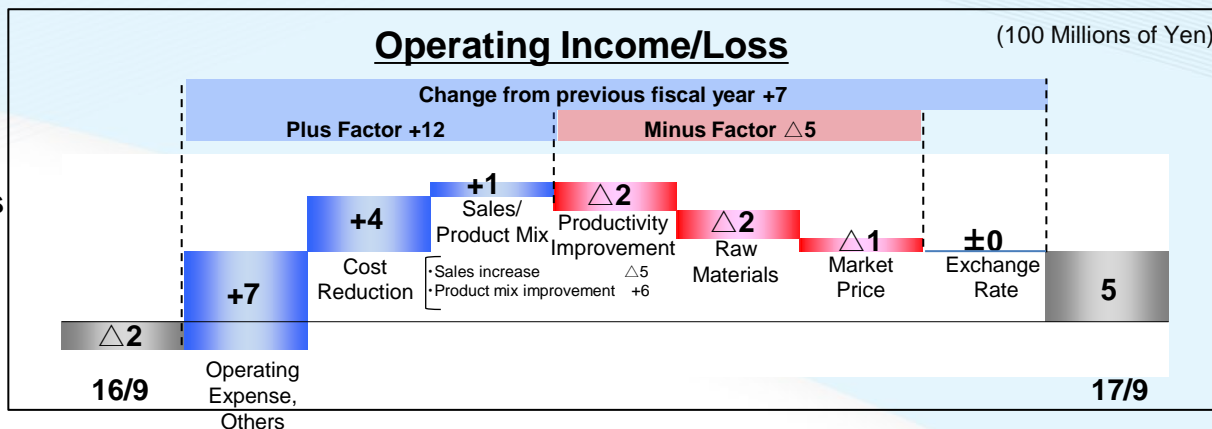 Operating Income/Loss
(100 Millions of Yen)
Change from previous fiscal year +7
Plus Factor +12
Minus Factor △5
s
△2
16/9
+7
Operating
Expense,
Others
+4
Cost
Reduction
+1
Sales/
Product Mix
・Sales increase △5
・Product mix improvement +6
△2
Productivity
Improvement
△2
Raw
Materials
△1
Market
Price
±0
Exchange
Rate
5
17/9